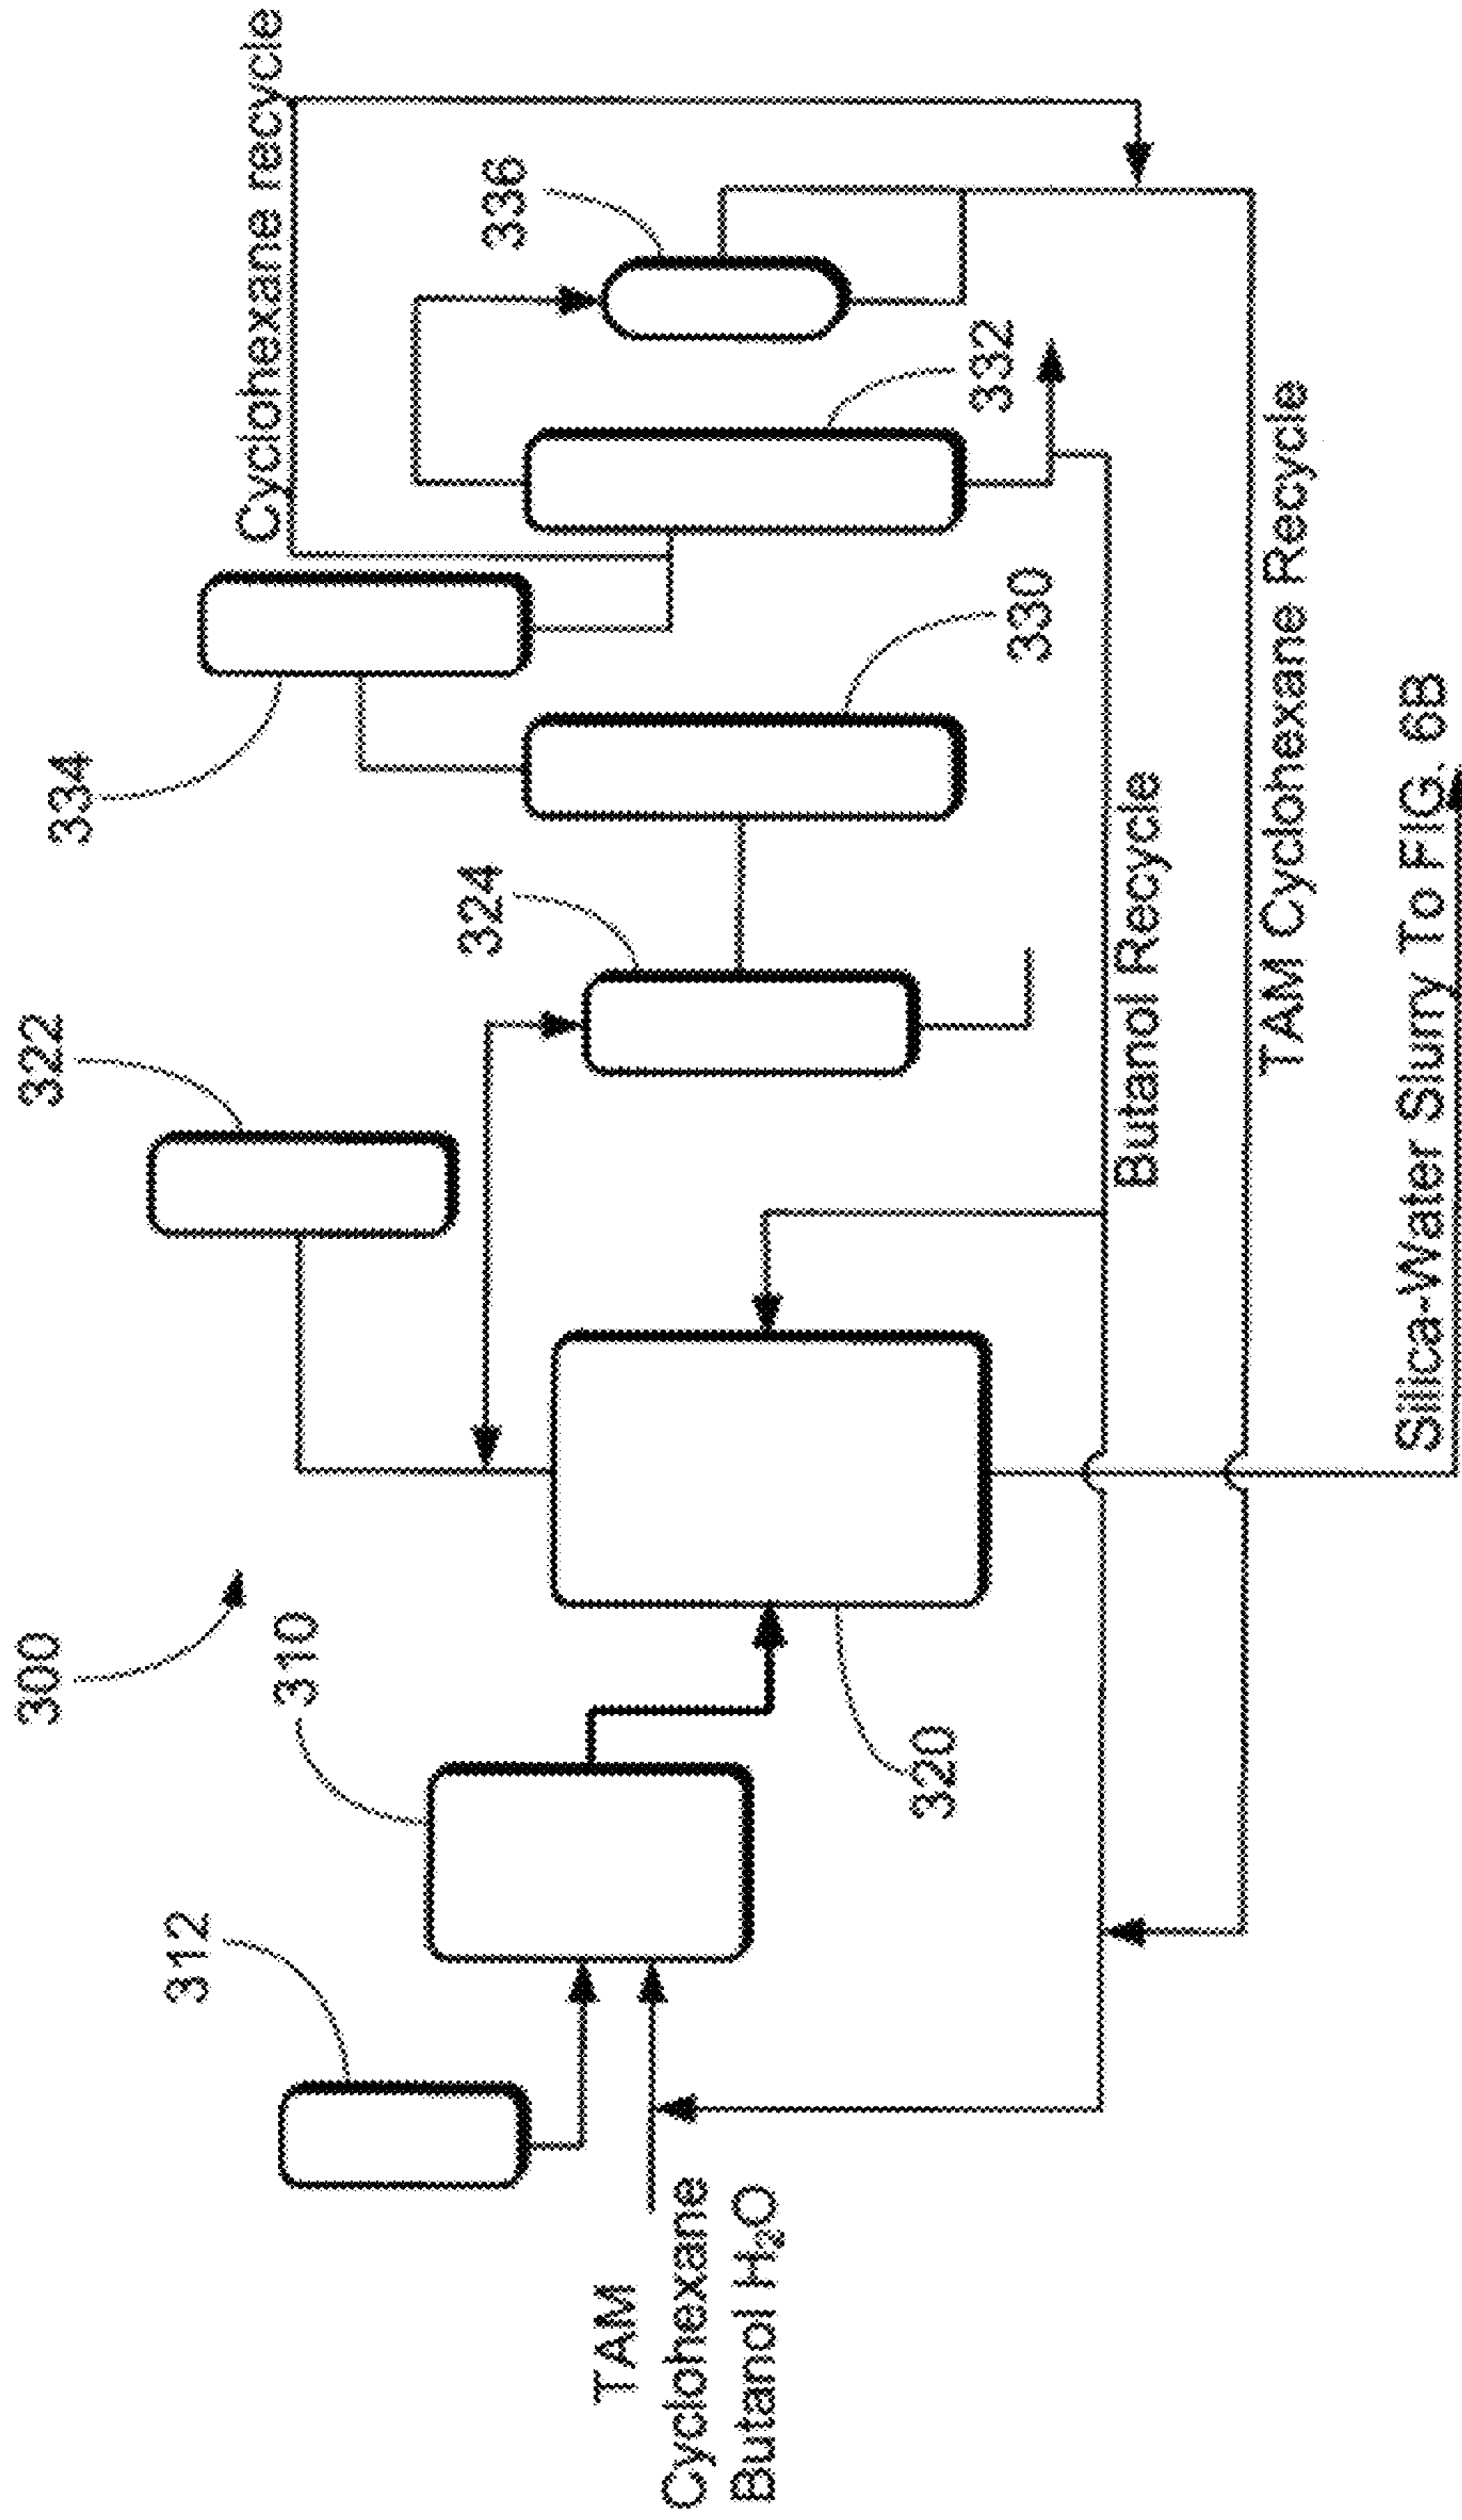 300
312
310
320
322
324
334
330
332
336
Cyclohexane recycle
TAM
Cyclohexane
Butanol H₂O
Butanol Recycle
TAM Cyclohexane Recycle
Silica-Water Slurry To FIG. 6B